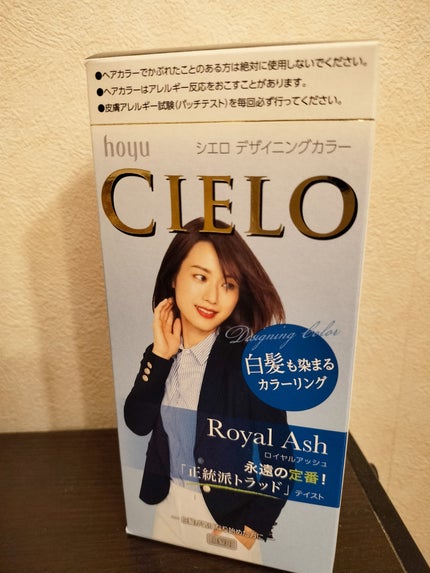 ●ヘアカラーでかぶれたことのある方は絶対に使用しないでください。
●ヘアカラーはアレルギー反応をおこすことがあります。
●皮膚アレルギー試験(パッチテスト)を毎回必ず行ってください。
hoyu シエロ デザイニングカラー
CIELO
Designing Color
白髪も染まる
カラーリング
Royal Ash
ロイヤルアッシュ
永遠の定番!
「正統派トラッド」テイスト